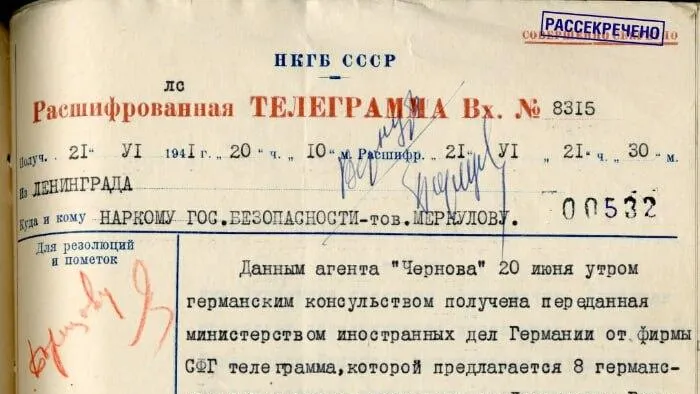 РАССЕКРЕЧЕНО
СОВЕРШЕННО СЕКРЕТНО
НКГБ СССР
ЛС
Расшифрованная ТЕЛЕГРАММА Вх. № 8315
Получ. 21 " VI 1941 г. 20 " ч. 10 " м. Расшифр. 21 " VI 21 " ч. 30 " м.
Из ЛЕНИНГРАДА
Куда и кому НАРКОМУ ГОС.БЕЗОПАСНОСТИ-тов.МЕРКУЛОВУ.
00532
Для резолюций
и пометок
Данным агента "Чернова" 20 июня утром
германским консульством получена переданная
министерством иностранных дел Германии от фирмы
СФГ телеграмма,которой предлагается 8 германс-